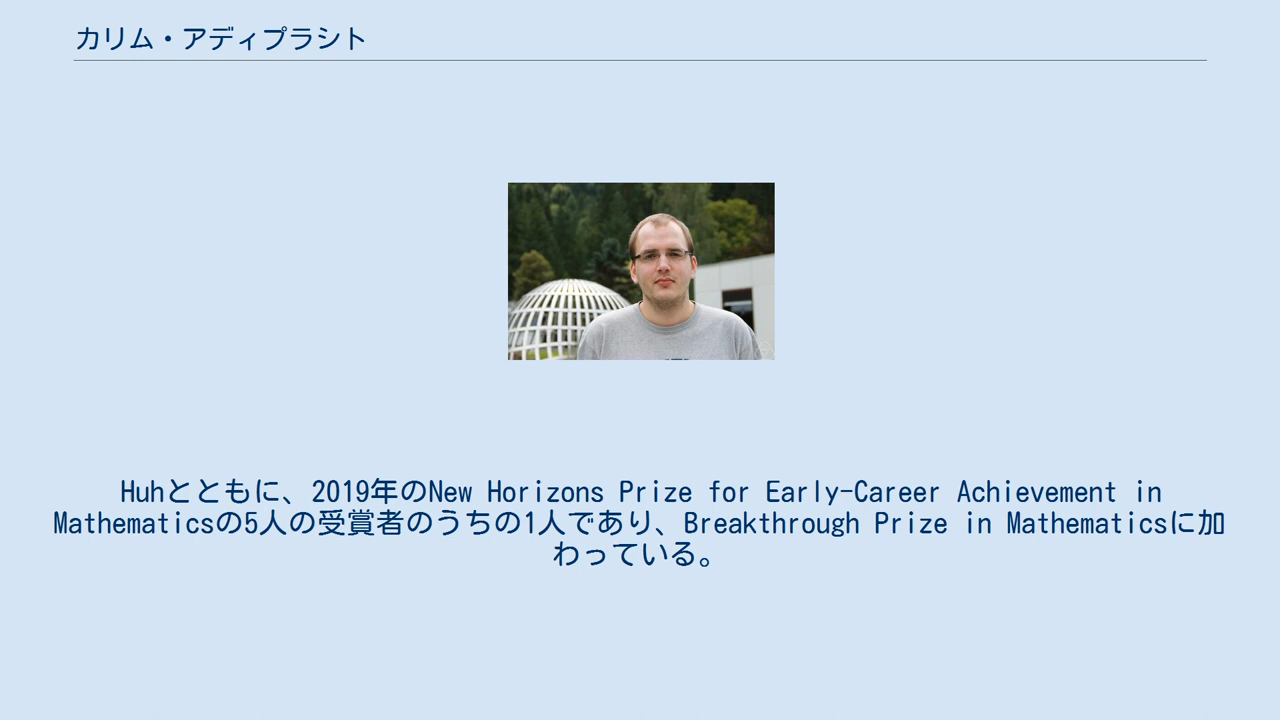 カリム・アディプラシト
Huhとともに、2019年のNew Horizons Prize for Early-Career Achievement in
Mathematicsの5人の受賞者のうちの1人であり、Breakthrough Prize in Mathematicsに加
わっている。